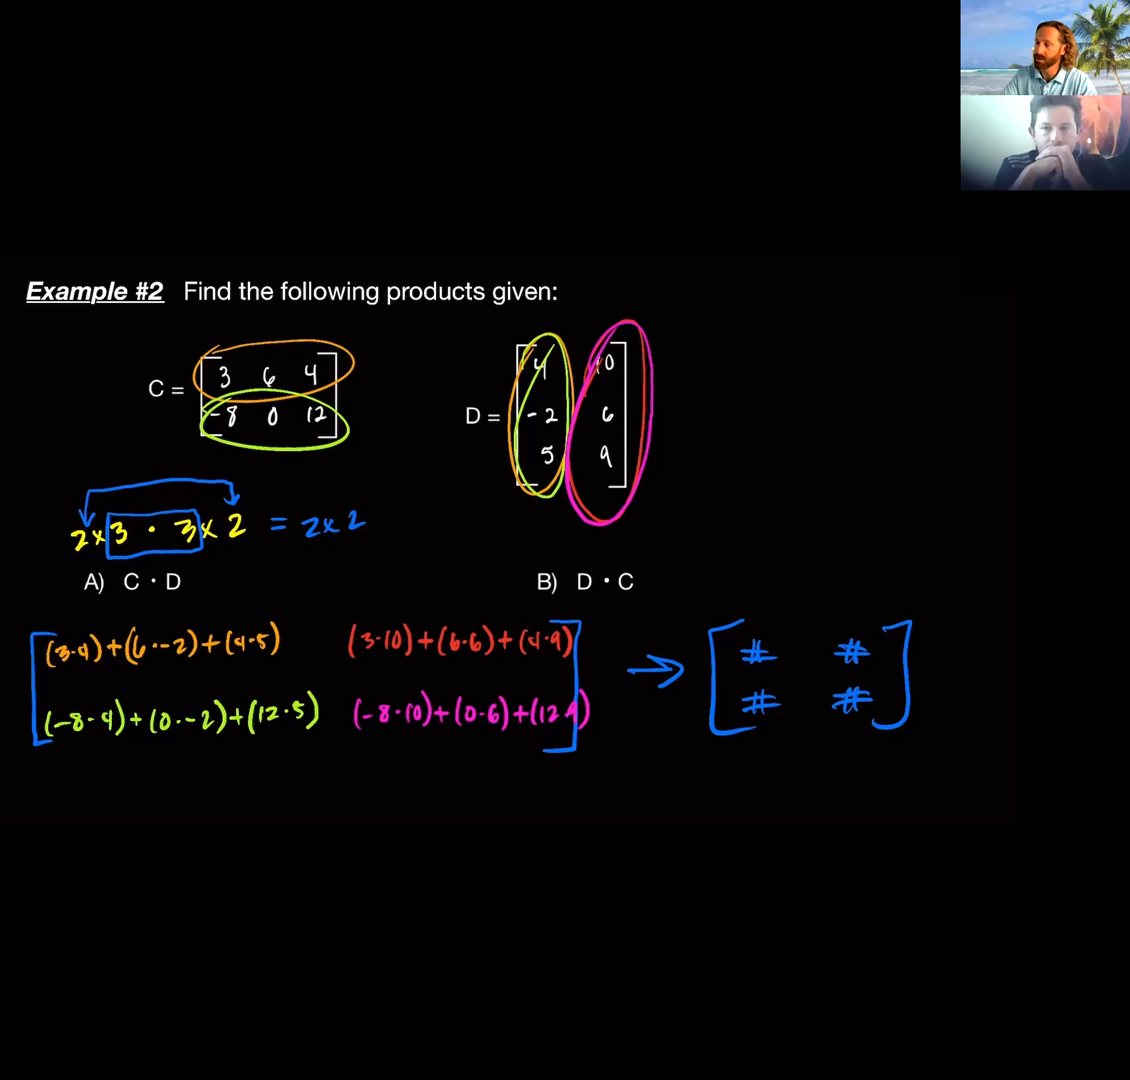 Example #2 Find the following products given:
C = [ 3 6 4
-8 0 12 ]
D = [ 4 10
-2 6
5 9 ]
2x3 · 3x2 = 2x2
A) C · D
B) D · C
(3·4)+(6·-2)+(4·5) (3·10)+(6·6)+(4·9)
(-8·4)+(0·-2)+(12·5) (-8·10)+(0·6)+(12·9)
→ [ # #
# # ]